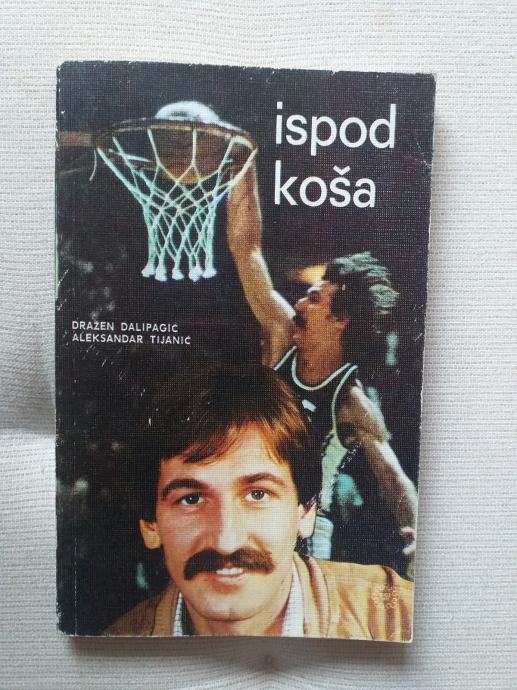 ispod
koša
DRAŽEN DALIPAGIĆ
ALEKSANDAR TIJANIĆ